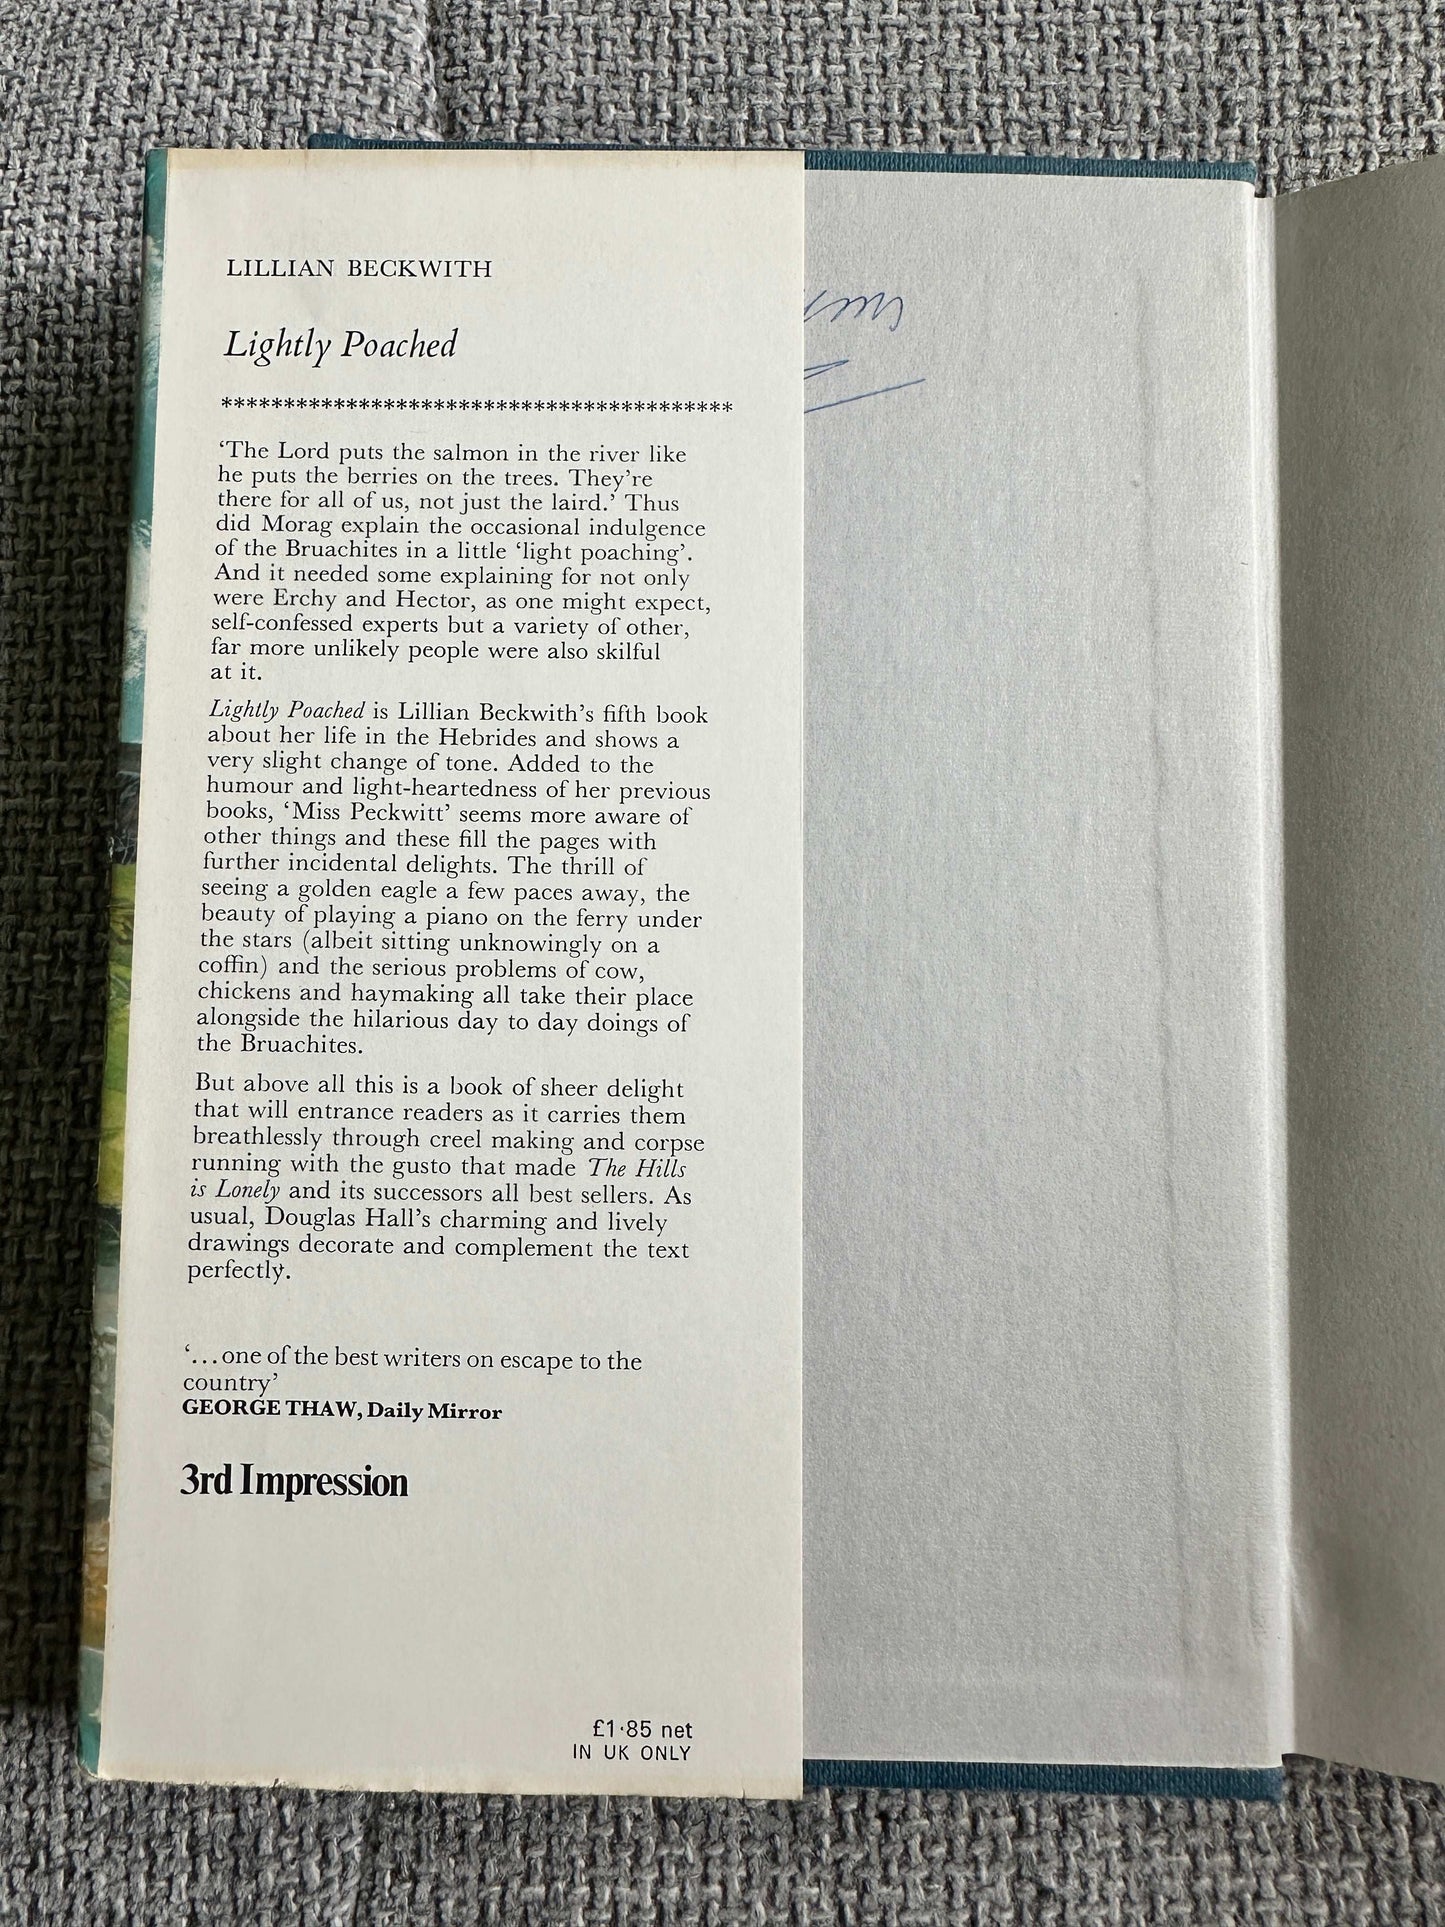 LILLIAN BECKWITH
Lightly Poached
*****************************************
‘The Lord puts the salmon in the river like
he puts the berries on the trees. They’re
there for all of us, not just the laird.’ Thus
did Morag explain the occasional indulgence
of the Bruachites in a little ‘light poaching’.
And it needed some explaining for not only
were Erchy and Hector, as one might expect,
self-confessed experts but a variety of other,
far more unlikely people were also skilful
at it.
Lightly Poached is Lillian Beckwith’s fifth book
about her life in the Hebrides and shows a
very slight change of tone. Added to the
humour and light-heartedness of her previous
books, ‘Miss Peckwitt’ seems more aware of
other things and these fill the pages with
further incidental delights. The thrill of
seeing a golden eagle a few paces away, the
beauty of playing a piano on the ferry under
the stars (albeit sitting unknowingly on a
coffin) and the serious problems of cow,
chickens and haymaking all take their place
alongside the hilarious day to day doings of
the Bruachites.
But above all this is a book of sheer delight
that will entrance readers as it carries them
breathlessly through creel making and corpse
running with the gusto that made The Hills
is Lonely and its successors all best sellers. As
usual, Douglas Hall’s charming and lively
drawings decorate and complement the text
perfectly.
‘...one of the best writers on escape to the
country’
GEORGE THAW, Daily Mirror
3rd Impression
£1·85 net
IN UK ONLY